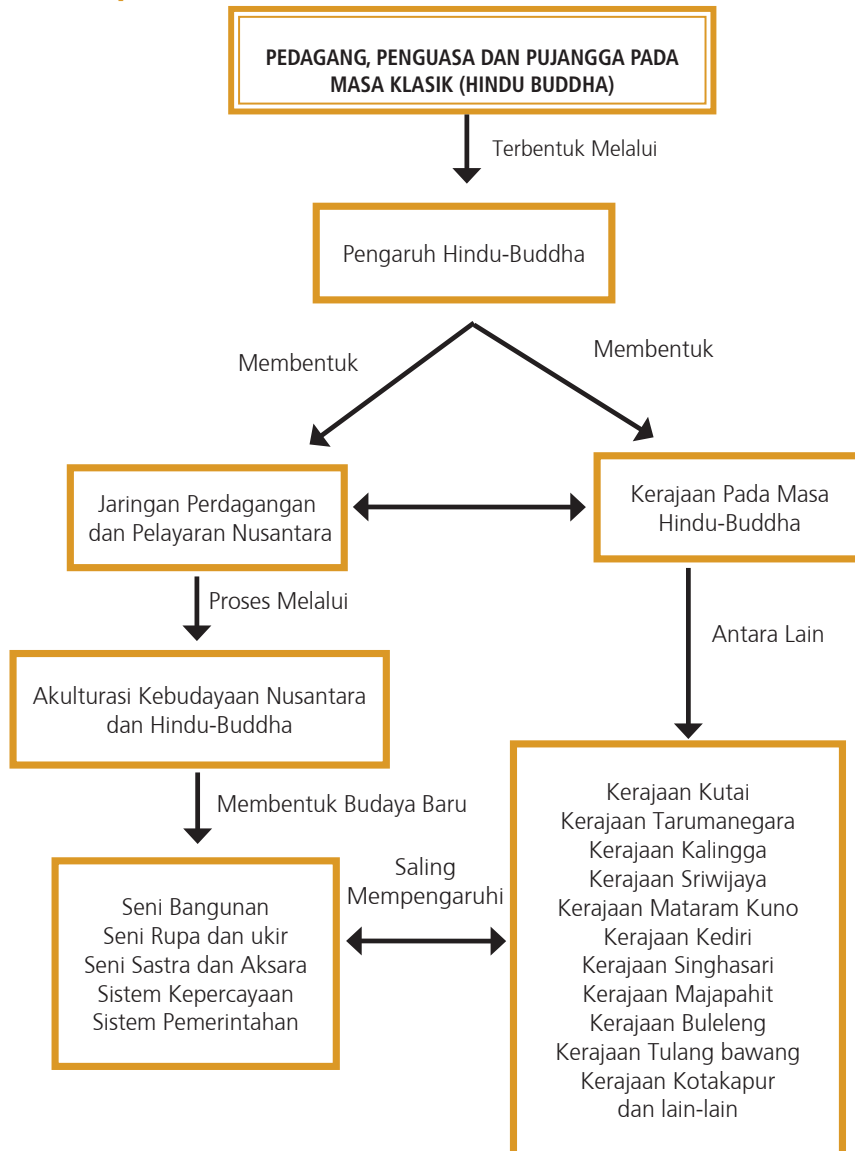 PEDAGANG, PENGUASA DAN PUJANGGA PADA
MASA KLASIK (HINDU BUDDHA)
Terbentuk Melalui
Pengaruh Hindu-Buddha
Membentuk
Membentuk
Jaringan Perdagangan
dan Pelayaran Nusantara
Kerajaan Pada Masa
Hindu-Buddha
Proses Melalui
Antara Lain
Akulturasi Kebudayaan Nusantara
dan Hindu-Buddha
Membentuk Budaya Baru
Seni Bangunan
Seni Rupa dan ukir
Seni Sastra dan Aksara
Sistem Kepercayaan
Sistem Pemerintahan
Saling
Mempengaruhi
Kerajaan Kutai
Kerajaan Tarumanegara
Kerajaan Kalingga
Kerajaan Sriwijaya
Kerajaan Mataram Kuno
Kerajaan Kediri
Kerajaan Singhasari
Kerajaan Majapahit
Kerajaan Buleleng
Kerajaan Tulang bawang
Kerajaan Kotakapur
dan lain-lain